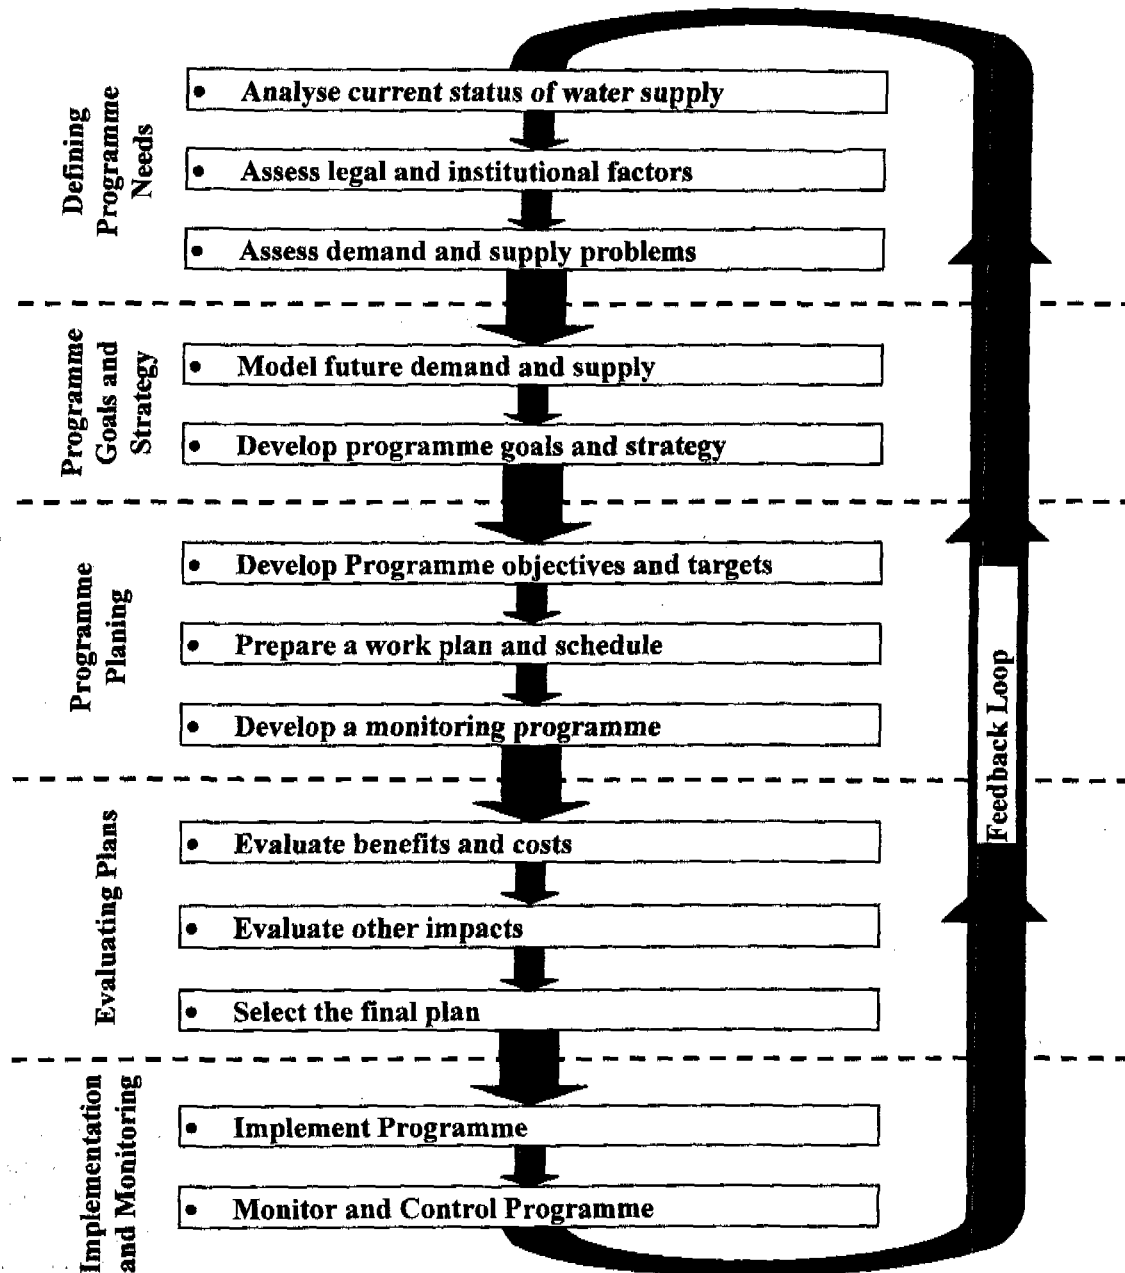 Defining
Programme
Needs
• Analyse current status of water supply
• Assess legal and institutional factors
• Assess demand and supply problems
Programme
Goals and
Strategy
• Model future demand and supply
• Develop programme goals and strategy
Programme
Planing
• Develop Programme objectives and targets
• Prepare a work plan and schedule
• Develop a monitoring programme
Evaluating Plans
• Evaluate benefits and costs
• Evaluate other impacts
• Select the final plan
Implementation
and Monitoring
• Implement Programme
• Monitor and Control Programme
Feedback Loop